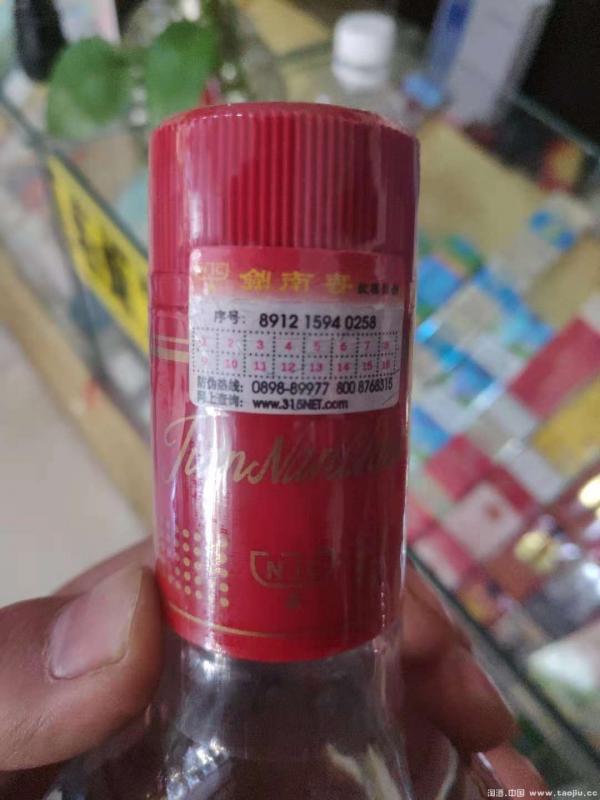 劍南春
序号: 8912 1594 0258
1 2 3 4 5 6 7 8
9 10 11 12 13 14 15 16
防伪热线: 0898-89977 800 8768315
网上查询: www.315NET.com
淘酒.中国 www.taojiu.com